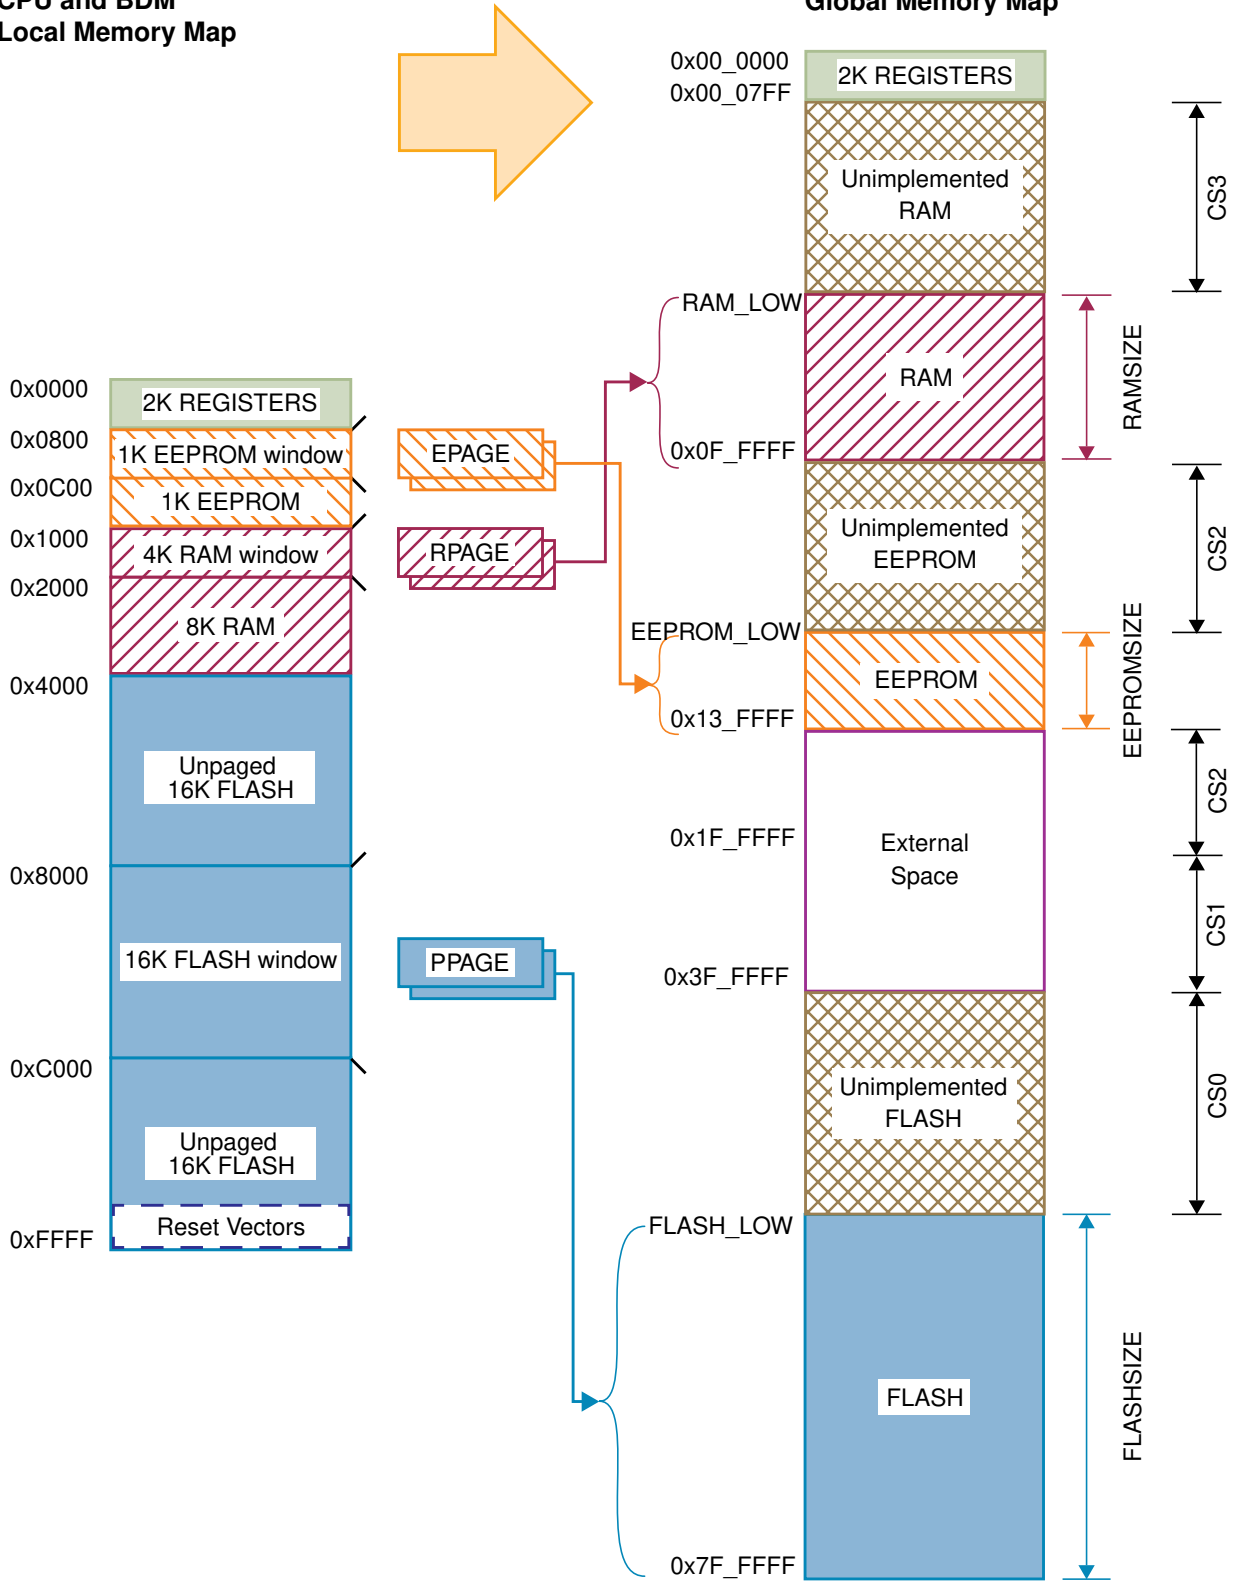 CPU and BDM
Local Memory Map
Global Memory Map
0x0000
2K REGISTERS
0x0800
1K EEPROM window
0x0C00
1K EEPROM
0x1000
4K RAM window
0x2000
8K RAM
0x4000
Unpaged
16K FLASH
0x8000
16K FLASH window
0xC000
Unpaged
16K FLASH
Reset Vectors
0xFFFF
EPAGE
RPAGE
PPAGE
0x00_0000
2K REGISTERS
0x00_07FF
Unimplemented
RAM
CS3
RAM_LOW
RAM
RAMSIZE
0x0F_FFFF
Unimplemented
EEPROM
CS2
EEPROM_LOW
EEPROM
EEPROMSIZE
0x13_FFFF
CS2
0x1F_FFFF
External
Space
CS1
0x3F_FFFF
Unimplemented
FLASH
CS0
FLASH_LOW
FLASH
FLASHSIZE
0x7F_FFFF